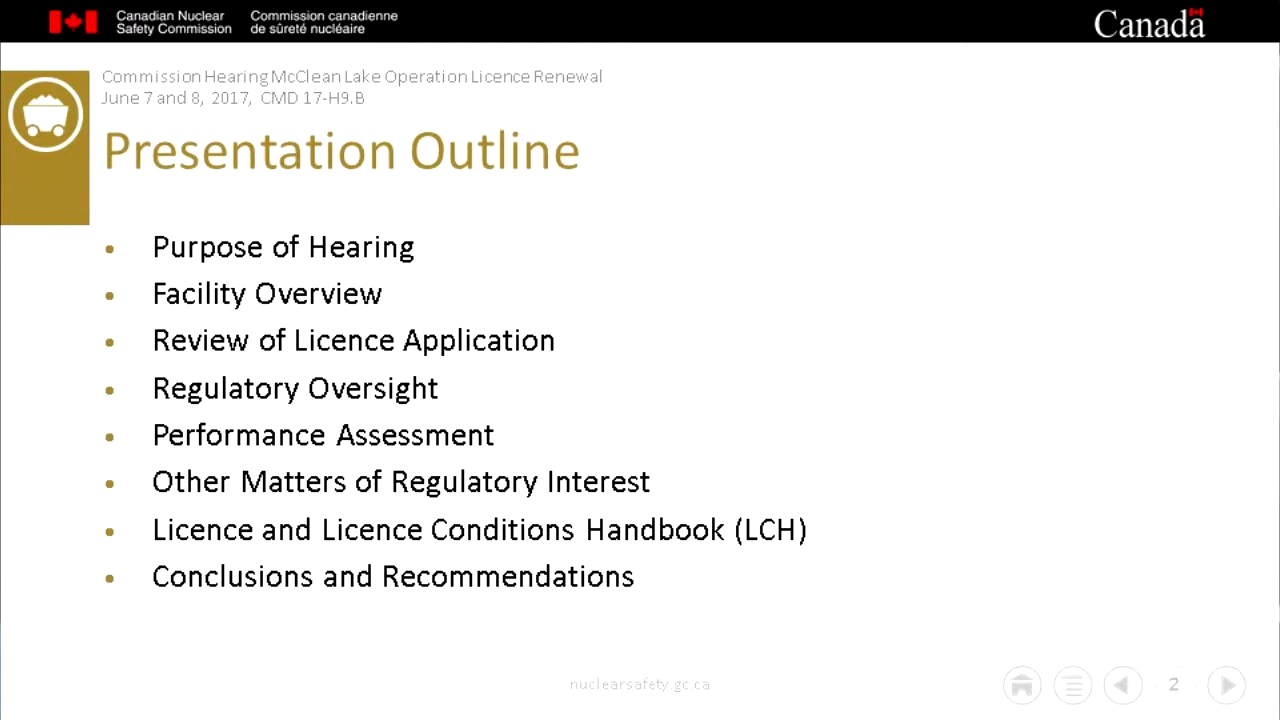 Canadian Nuclear Safety Commission
Commission canadienne de sûreté nucléaire
Canada
Commission Hearing McClean Lake Operation Licence Renewal
June 7 and 8, 2017, CMD 17-H9.B
Presentation Outline
• Purpose of Hearing
• Facility Overview
• Review of Licence Application
• Regulatory Oversight
• Performance Assessment
• Other Matters of Regulatory Interest
• Licence and Licence Conditions Handbook (LCH)
• Conclusions and Recommendations
nuclearsafety.gc.ca
2